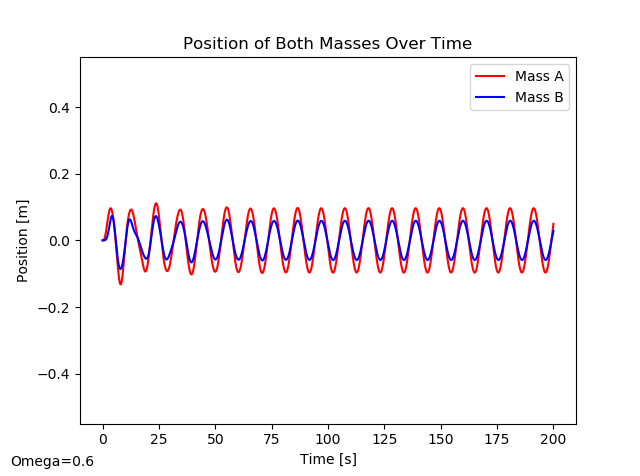 Position of Both Masses Over Time
Mass A
Mass B
Position [m]
0.4
0.2
0.0
−0.2
−0.4
0 25 50 75 100 125 150 175 200
Time [s]
Omega=0.6